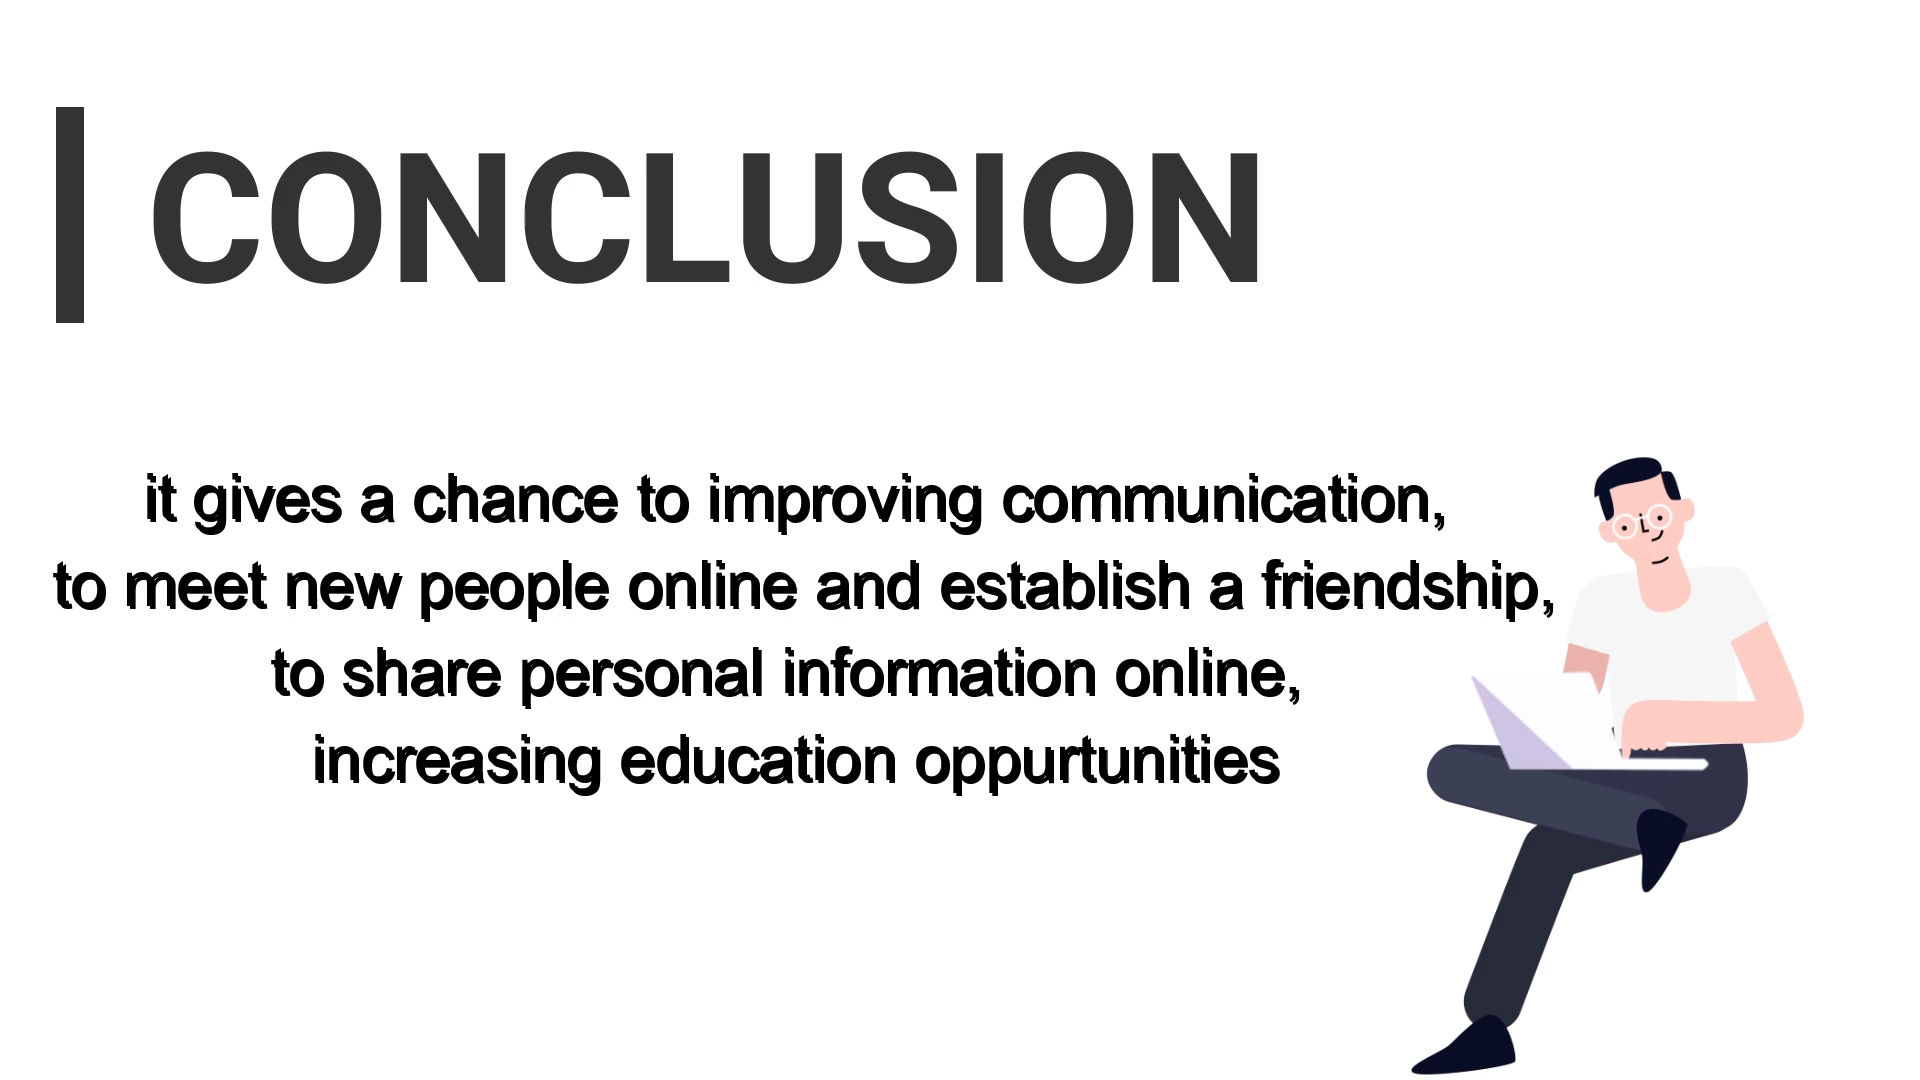 CONCLUSION
it gives a chance to improving communication,
to meet new people online and establish a friendship,
to share personal information online,
increasing education oppurtunities